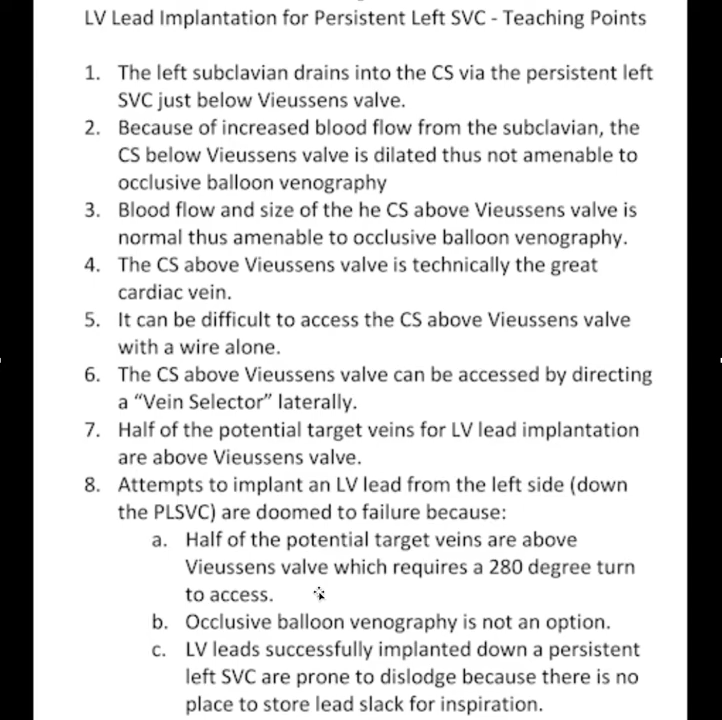 LV Lead Implantation for Persistent Left SVC - Teaching Points
1. The left subclavian drains into the CS via the persistent left
SVC just below Vieussens valve.
2. Because of increased blood flow from the subclavian, the
CS below Vieussens valve is dilated thus not amenable to
occlusive balloon venography
3. Blood flow and size of the he CS above Vieussens valve is
normal thus amenable to occlusive balloon venography.
4. The CS above Vieussens valve is technically the great
cardiac vein.
5. It can be difficult to access the CS above Vieussens valve
with a wire alone.
6. The CS above Vieussens valve can be accessed by directing
a “Vein Selector” laterally.
7. Half of the potential target veins for LV lead implantation
are above Vieussens valve.
8. Attempts to implant an LV lead from the left side (down
the PLSVC) are doomed to failure because:
a. Half of the potential target veins are above
Vieussens valve which requires a 280 degree turn
to access.
b. Occlusive balloon venography is not an option.
c. LV leads successfully implanted down a persistent
left SVC are prone to dislodge because there is no
place to store lead slack for inspiration.